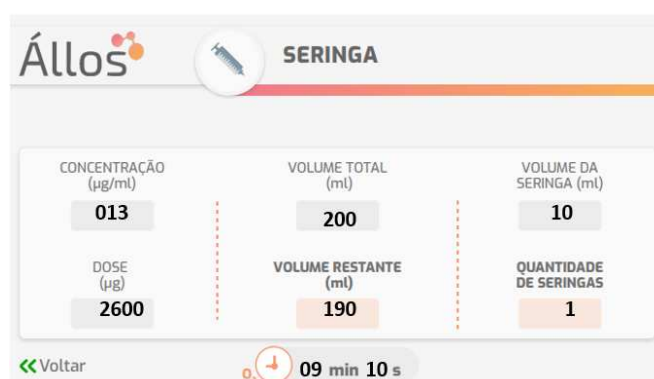 Állos
SERINGA
CONCENTRAÇÃO
(µg/ml)
013
VOLUME TOTAL
(ml)
200
VOLUME DA
SERINGA (ml)
10
DOSE
(µg)
2600
VOLUME RESTANTE
(ml)
190
QUANTIDADE
DE SERINGAS
1
Voltar
0.
09 min 10 s